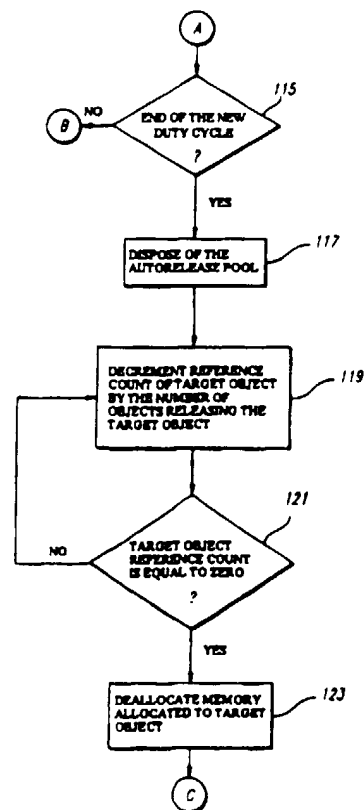 A
115
NO
B
END OF THE NEW
DUTY CYCLE
?
YES
117
DISPOSE OF THE
AUTORELEASE POOL
DECREMENT REFERENCE
COUNT OF TARGET OBJECT
BY THE NUMBER OF
OBJECTS RELEASING THE
TARGET OBJECT
119
121
NO
TARGET OBJECT
REFERENCE COUNT
IS EQUAL TO ZERO
?
YES
123
DEALLOCATE MEMORY
ALLOCATED TO TARGET
OBJECT
C